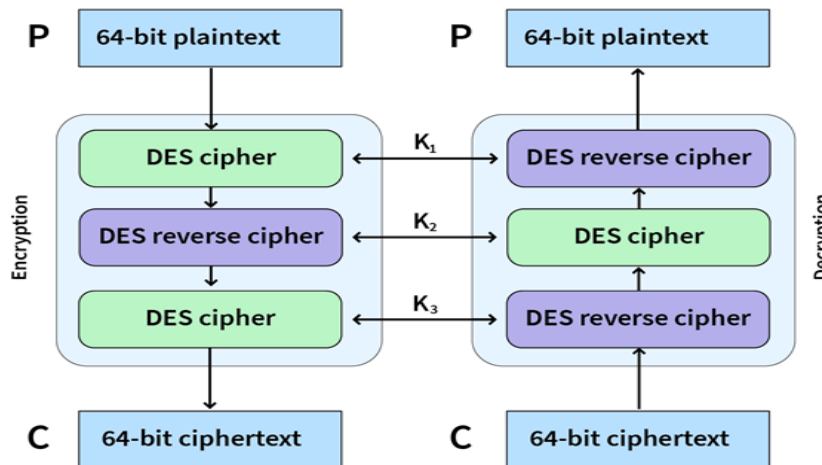 P 64-bit plaintext P 64-bit plaintext
DES cipher K₁ DES reverse cipher
Encryption
DES reverse cipher K₂ DES cipher
Decryption
DES cipher K₃ DES reverse cipher
C 64-bit ciphertext C 64-bit ciphertext